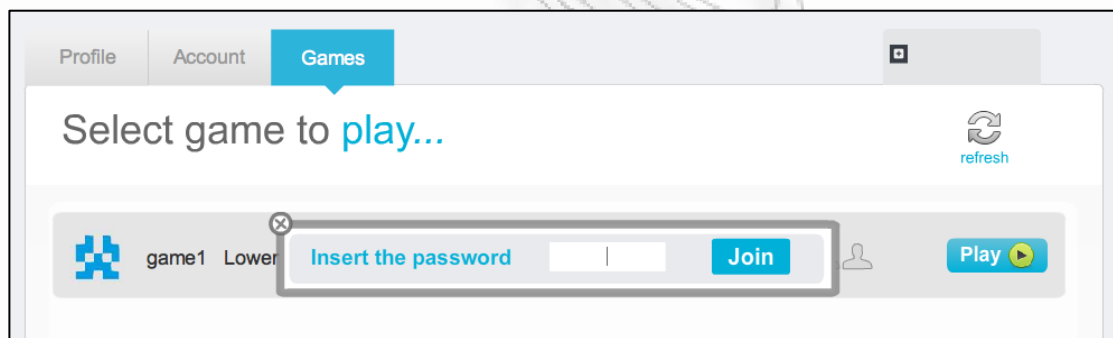 Profile Account Games
Select game to play...
refresh
game1 Lower Insert the password Join Play